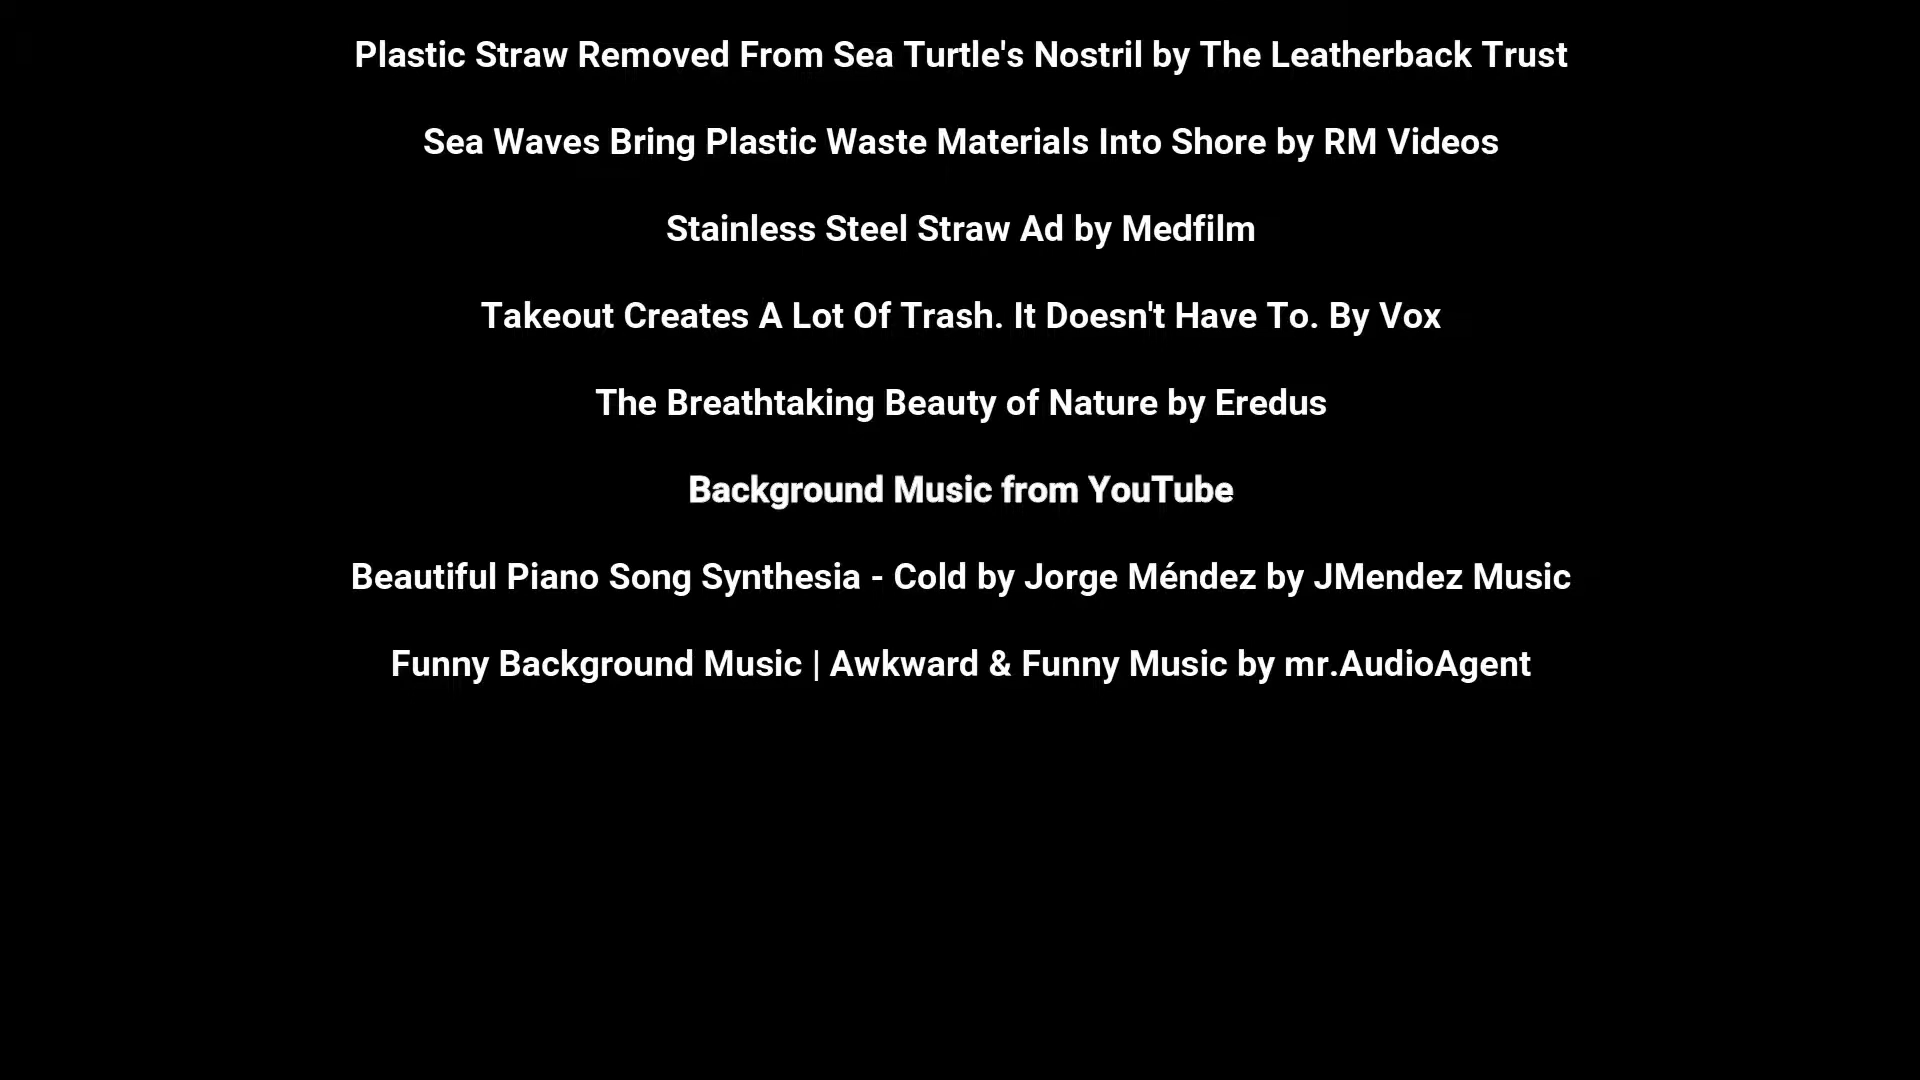 Plastic Straw Removed From Sea Turtle's Nostril by The Leatherback Trust
Sea Waves Bring Plastic Waste Materials Into Shore by RM Videos
Stainless Steel Straw Ad by Medfilm
Takeout Creates A Lot Of Trash. It Doesn't Have To. By Vox
The Breathtaking Beauty of Nature by Eredus
Background Music from YouTube
Beautiful Piano Song Synthesia - Cold by Jorge Méndez by JMendez Music
Funny Background Music | Awkward & Funny Music by mr.AudioAgent